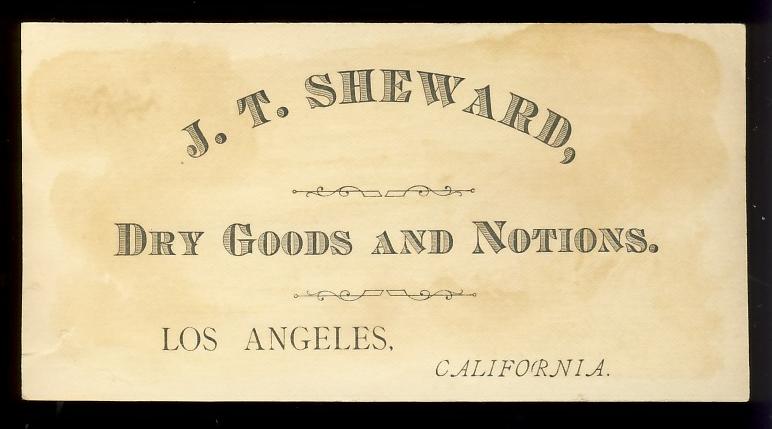 J. T. SHEWARD,
DRY GOODS AND NOTIONS.
LOS ANGELES,
CALIFORNIA.